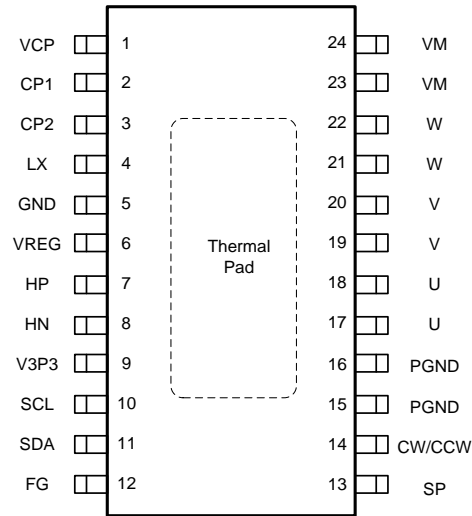 VCP 1 24 VM
CP1 2 23 VM
CP2 3 22 W
LX 4 21 W
GND 5 20 V
VREG 6 19 V
Thermal
Pad
HP 7 18 U
HN 8 17 U
V3P3 9 16 PGND
SCL 10 15 PGND
SDA 11 14 CW/CCW
FG 12 13 SP